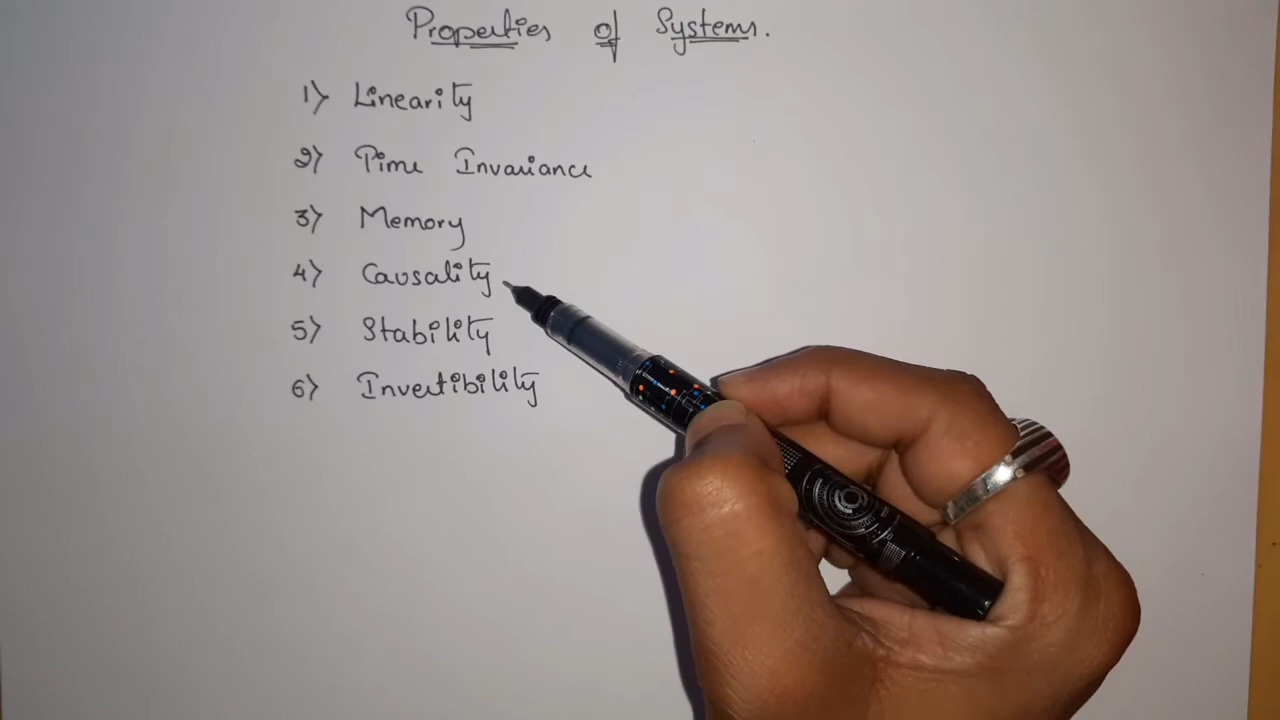 Properties of Systems.
1) Linearity
2) Time Invariance
3) Memory
4) Causality
5) Stability
6) Invertibility